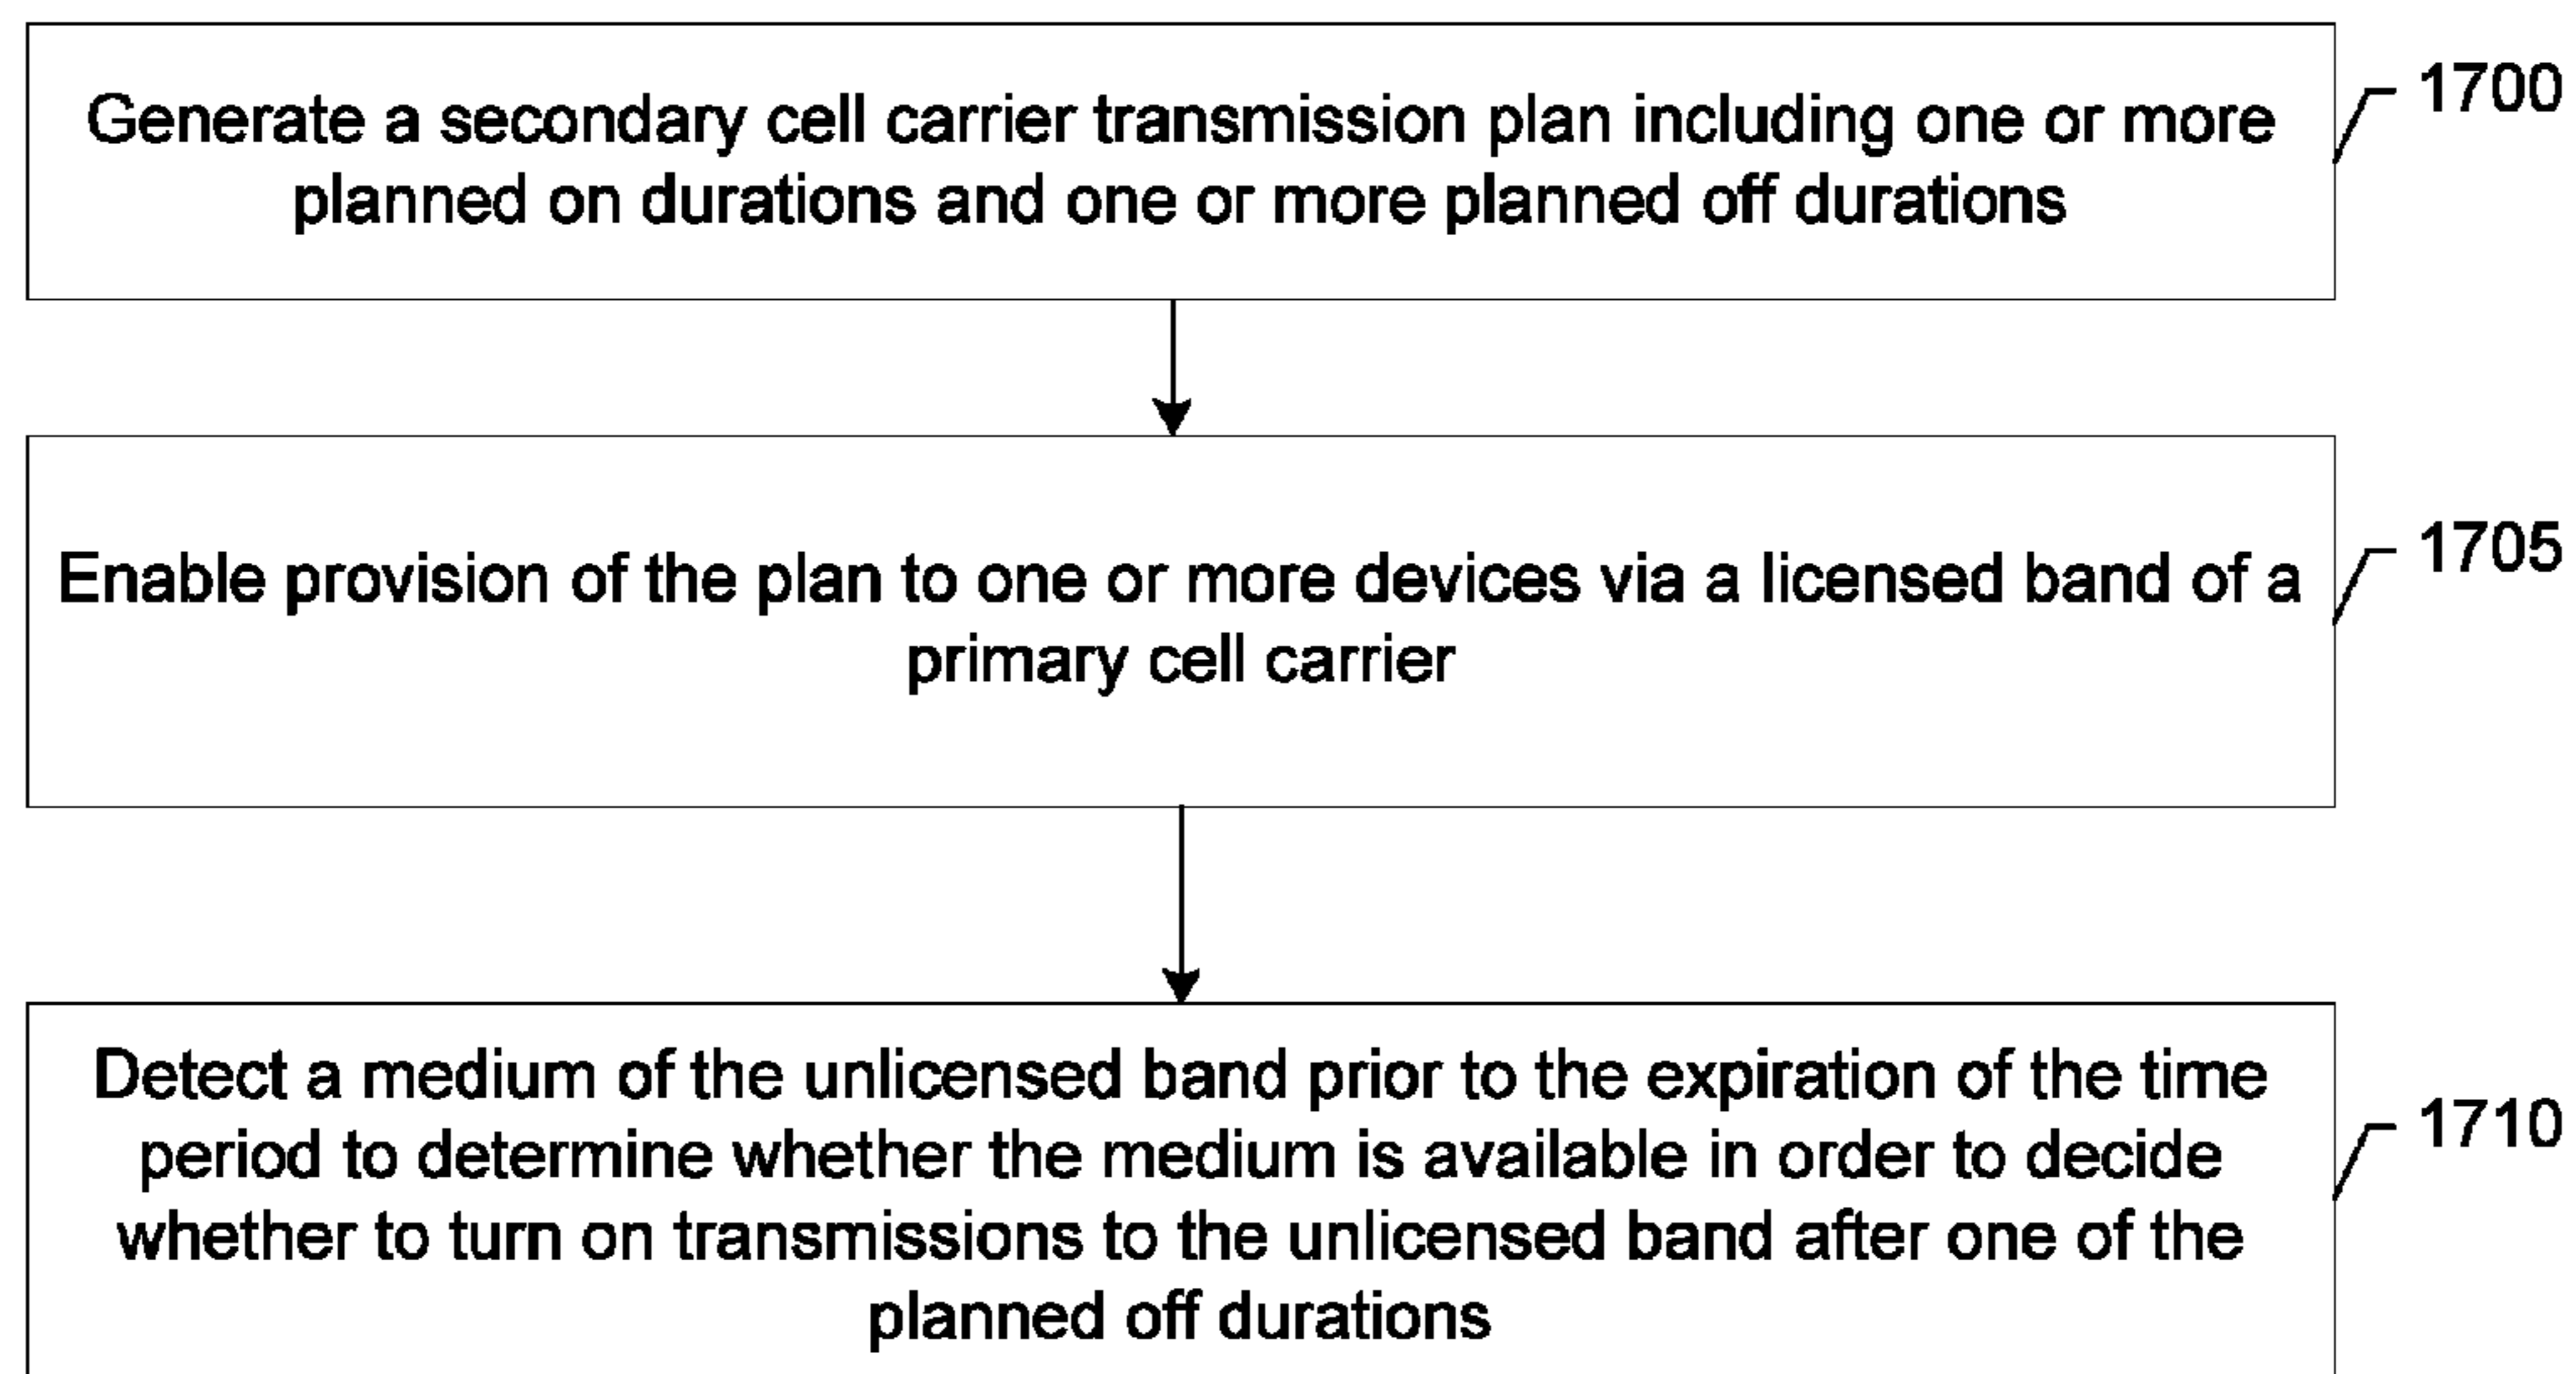 Generate a secondary cell carrier transmission plan including one or more
planned on durations and one or more planned off durations
1700
Enable provision of the plan to one or more devices via a licensed band of a
primary cell carrier
1705
Detect a medium of the unlicensed band prior to the expiration of the time
period to determine whether the medium is available in order to decide
whether to turn on transmissions to the unlicensed band after one of the
planned off durations
1710